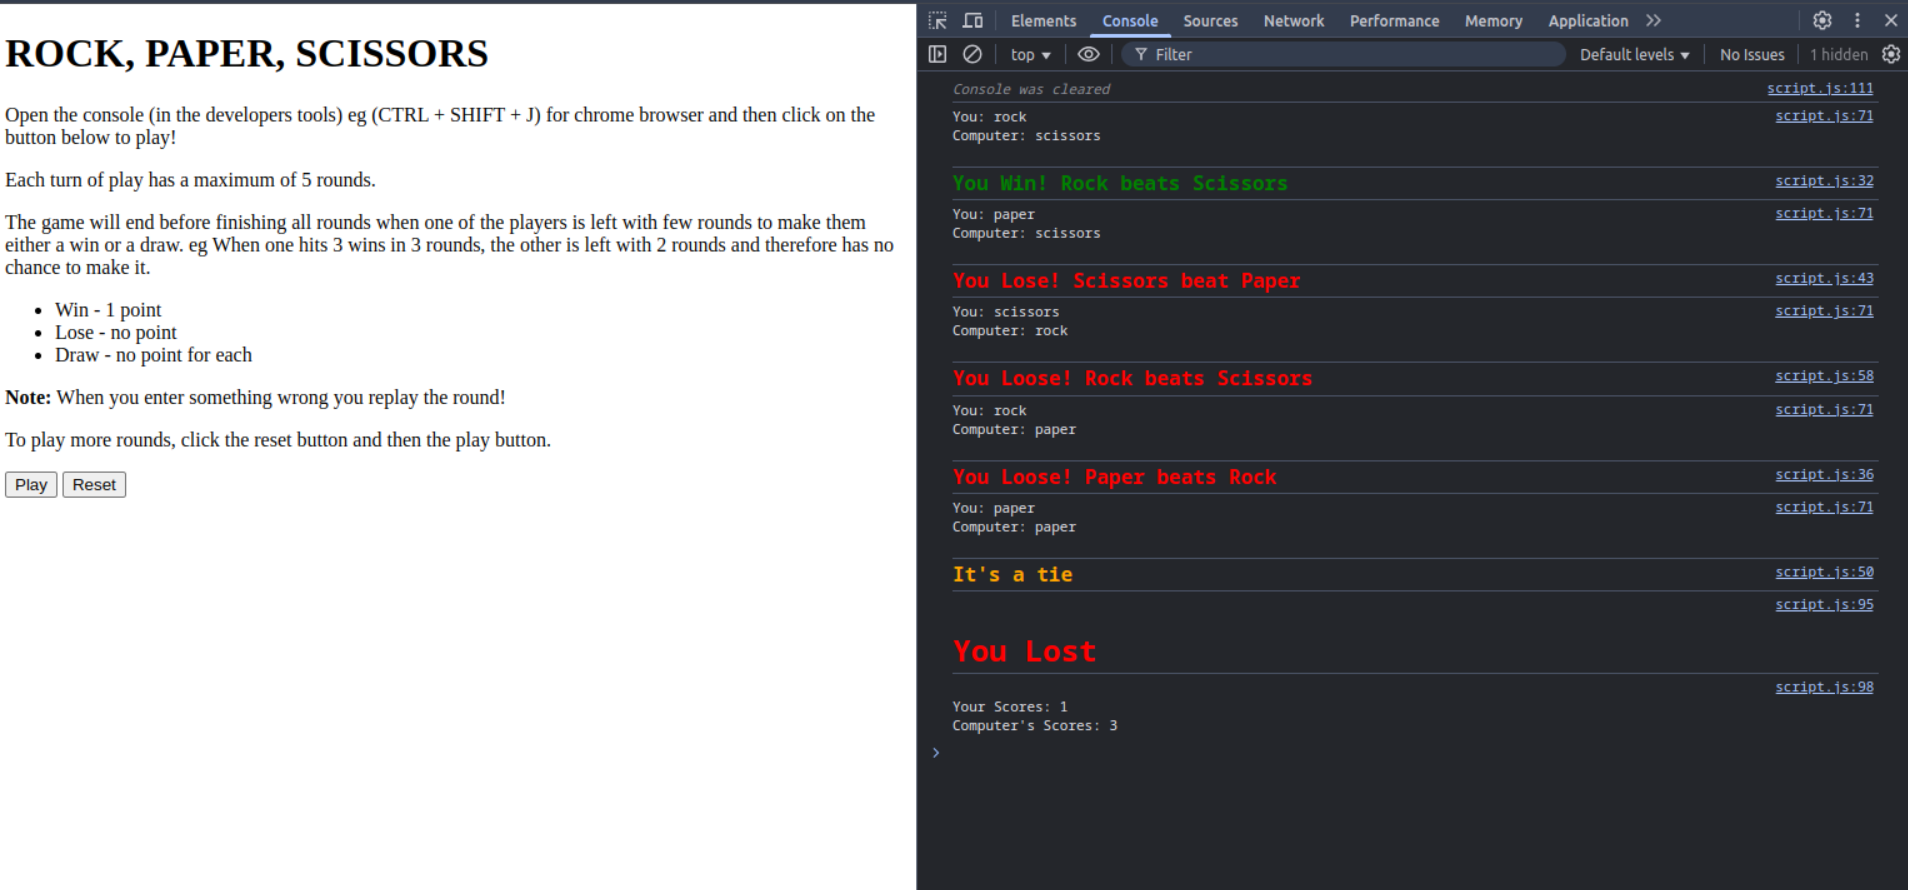 ROCK, PAPER, SCISSORS
Open the console (in the developers tools) eg (CTRL + SHIFT + J) for chrome browser and then click on the
button below to play!
Each turn of play has a maximum of 5 rounds.
The game will end before finishing all rounds when one of the players is left with few rounds to make them
either a win or a draw. eg When one hits 3 wins in 3 rounds, the other is left with 2 rounds and therefore has no
chance to make it.
Win - 1 point
Lose - no point
Draw - no point for each
Note: When you enter something wrong you replay the round!
To play more rounds, click the reset button and then the play button.
Play Reset
Elements Console Sources Network Performance Memory Application
top Filter Default levels No Issues 1 hidden
Console was cleared script.js:111
You: rock script.js:71
Computer: scissors
You Win! Rock beats Scissors script.js:32
You: paper script.js:71
Computer: scissors
You Lose! Scissors beat Paper script.js:43
You: scissors script.js:71
Computer: rock
You Loose! Rock beats Scissors script.js:58
You: rock script.js:71
Computer: paper
You Loose! Paper beats Rock script.js:36
You: paper script.js:71
Computer: paper
It's a tie script.js:50
script.js:95
You Lost
script.js:98
Your Scores: 1
Computer's Scores: 3